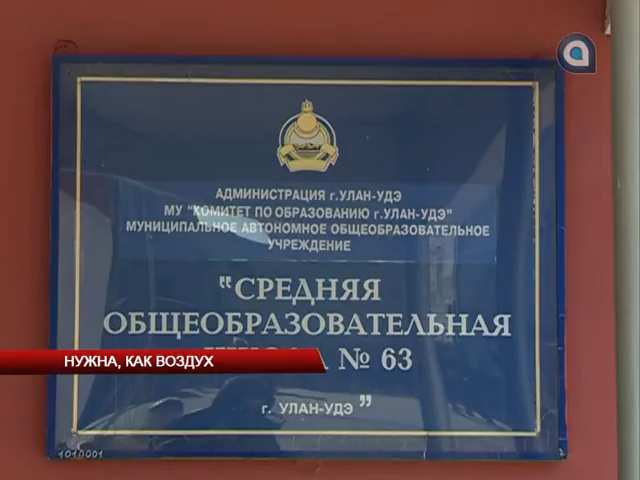 АДМИНИСТРАЦИЯ г.УЛАН-УДЭ
МУ "КОМИТЕТ ПО ОБРАЗОВАНИЮ г.УЛАН-УДЭ"
МУНИЦИПАЛЬНОЕ АВТОНОМНОЕ ОБЩЕОБРАЗОВАТЕЛЬНОЕ
УЧРЕЖДЕНИЕ
"СРЕДНЯЯ
ОБЩЕОБРАЗОВАТЕЛЬНАЯ
№ 63
НУЖНА, КАК ВОЗДУХ
г. УЛАН-УДЭ"
1010001